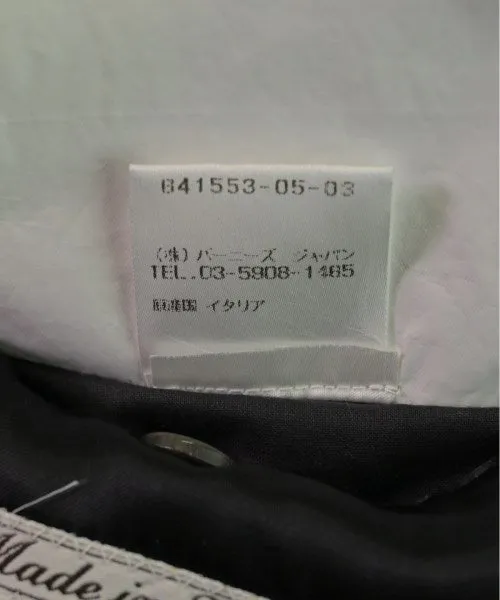 641553-05-03
(株) バーニーズ ジャパン
TEL.03-5908-1485
原産国 イタリア
Made in